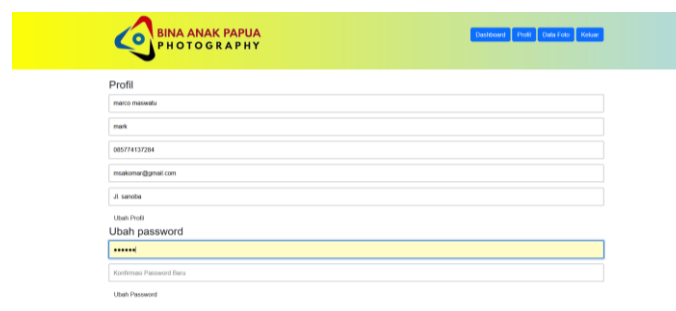 BINA ANAK PAPUA
PHOTOGRAPHY
Dashboard Profil Data Foto Keluar
Profil
marco maswatu
mark
085774137284
msakomar@gmail.com
Jl. sanoba
Ubah Profil
Ubah password
••••••
Konfirmasi Password Baru
Ubah Password